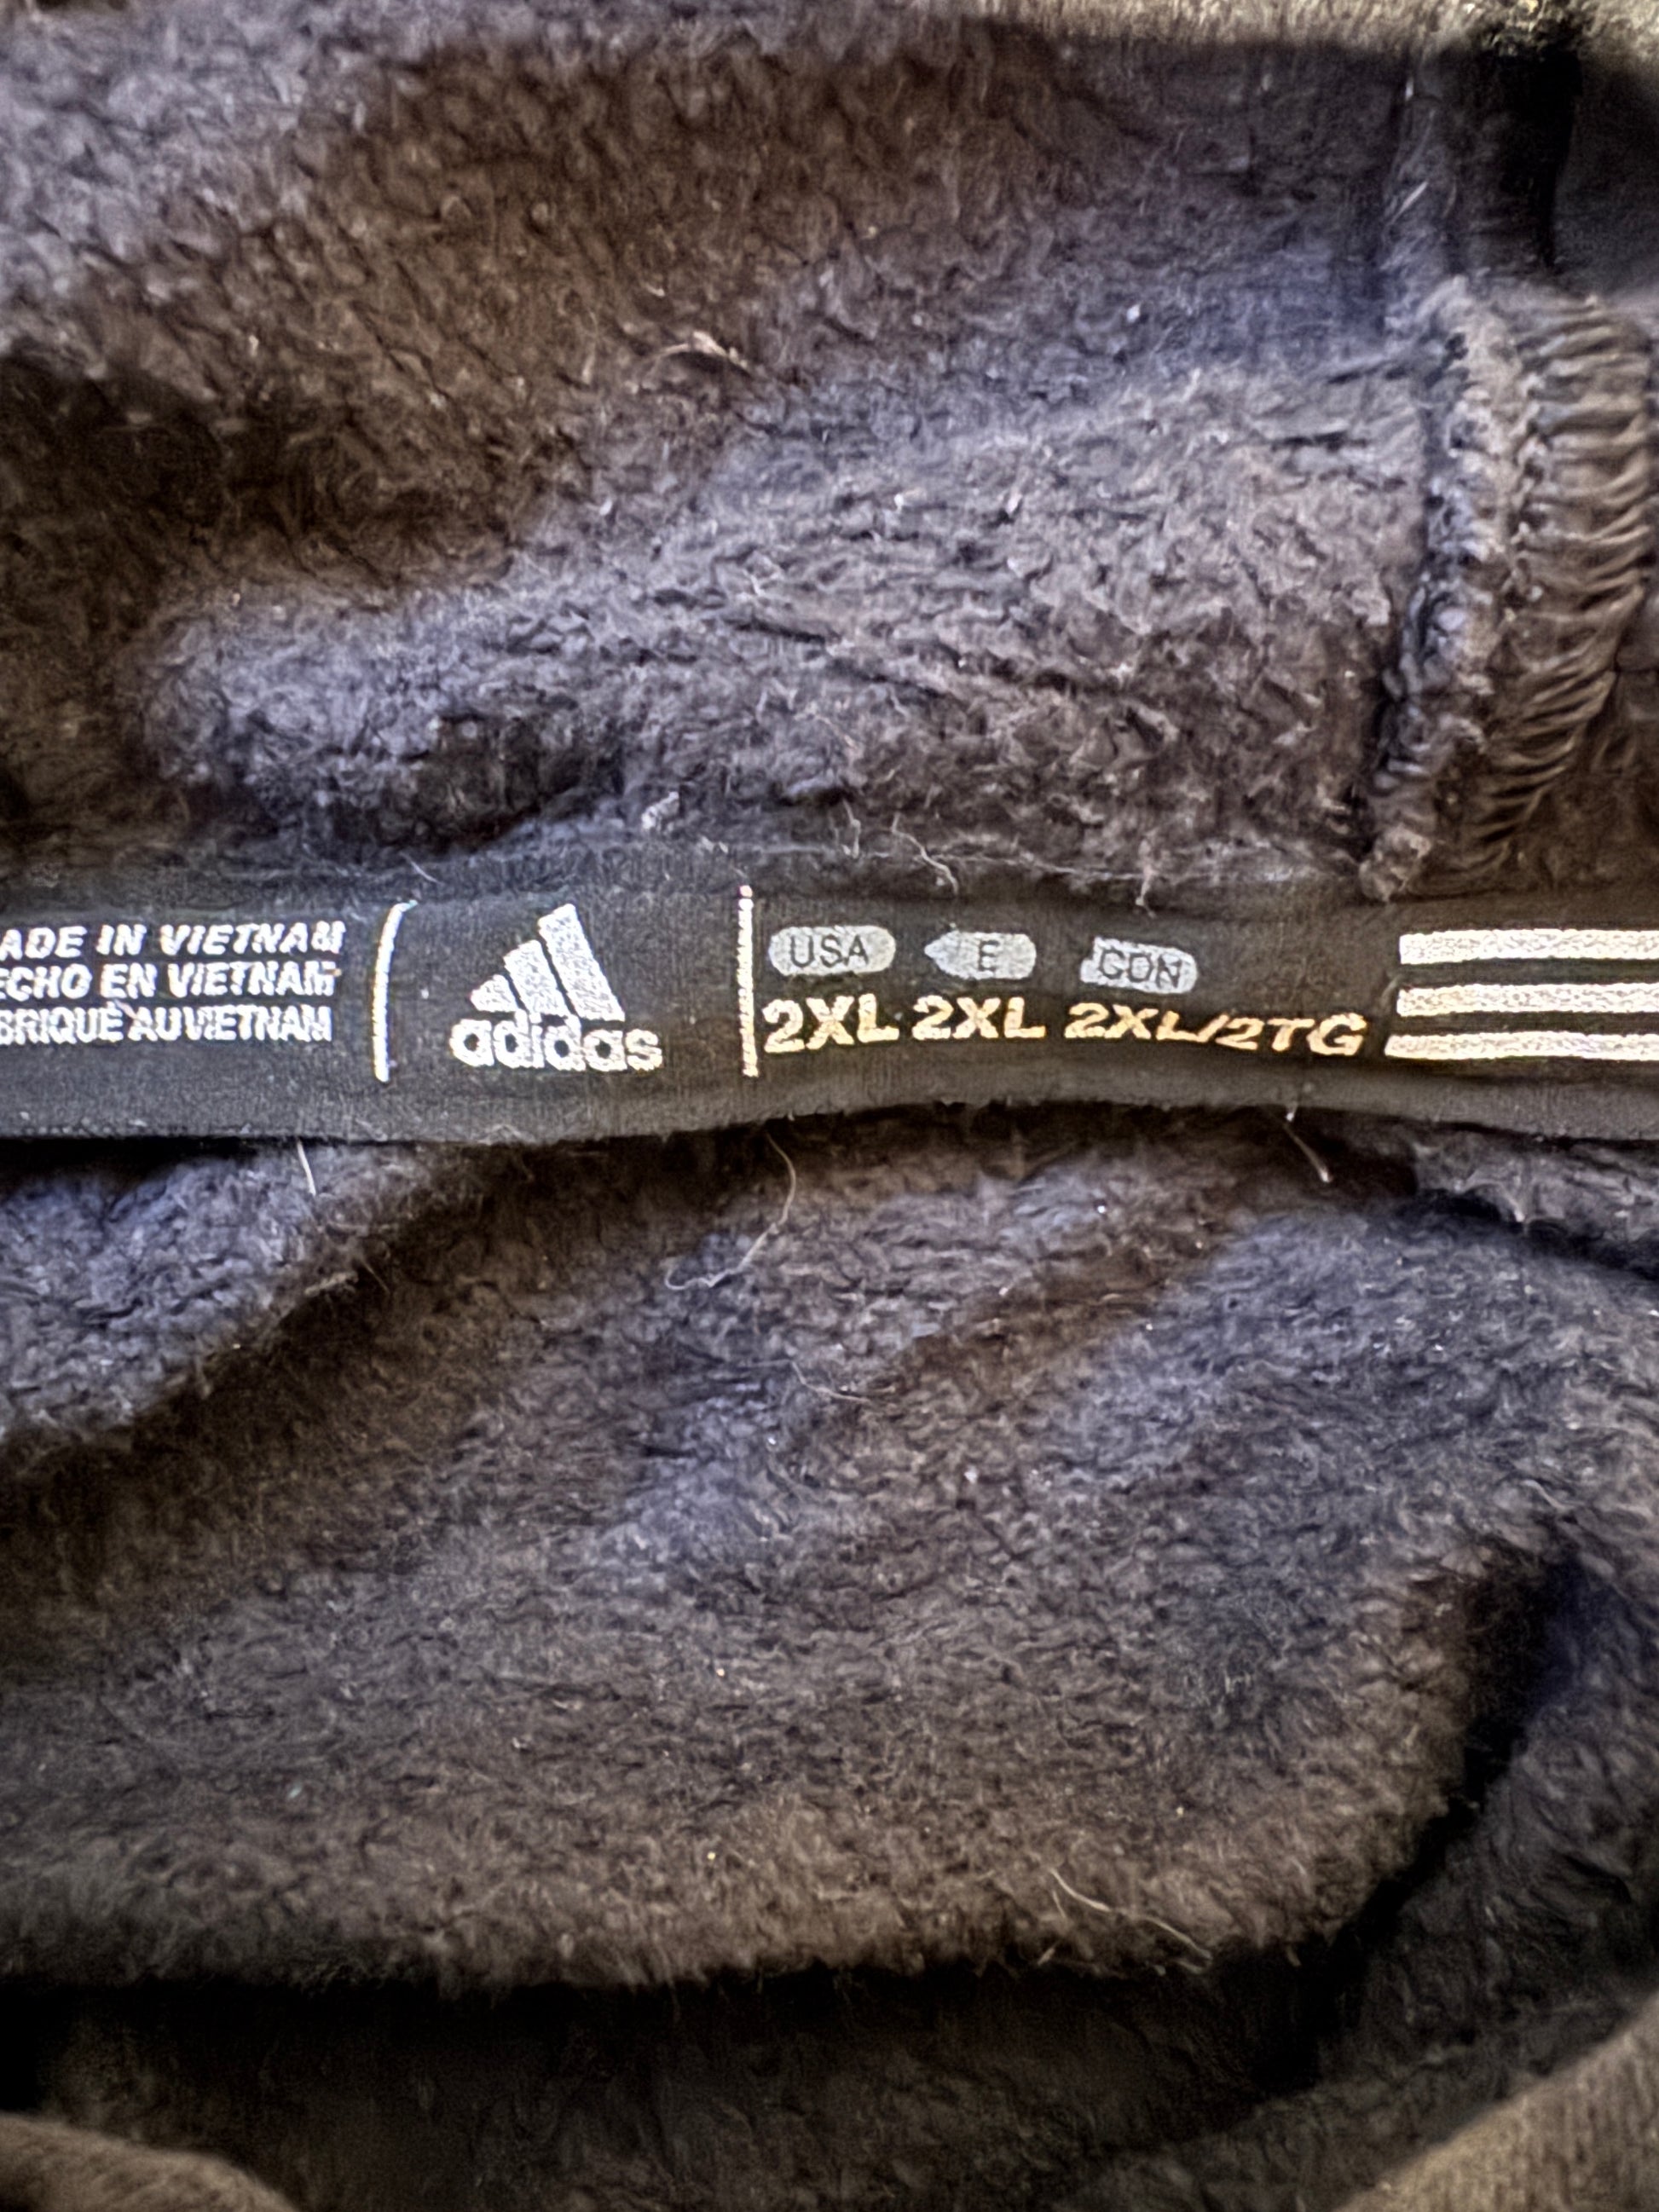 ADE IN VIETNAM
ECHO EN VIETNAM
BRIQUÉ AU VIETNAM
adidas
USA E CDN
2XL 2XL 2XL/2TG